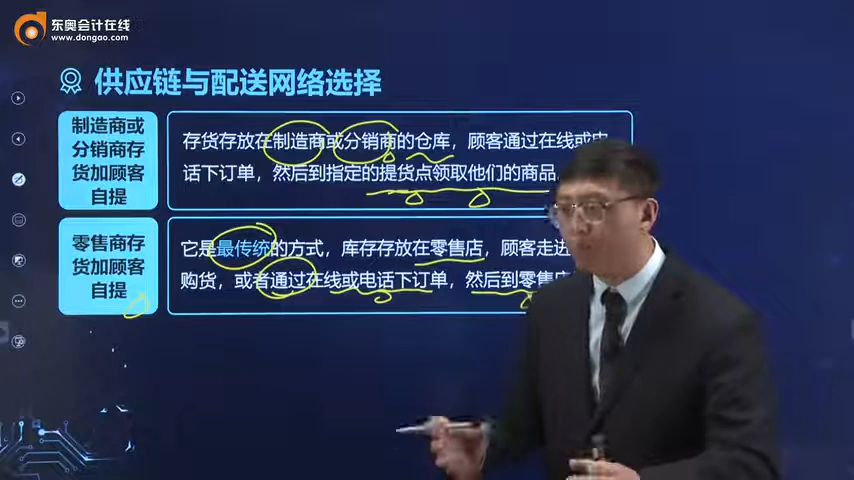 东奥会计在线
www.dongao.com
供应链与配送网络选择
制造商或
分销商存
货加顾客
自提
存货存放在制造商或分销商的仓库，顾客通过在线或电
话下订单，然后到指定的提货点领取他们的商品
零售商存
货加顾客
自提
它是最传统的方式，库存存放在零售店，顾客走进
购货，或者通过在线或电话下订单，然后到零售店